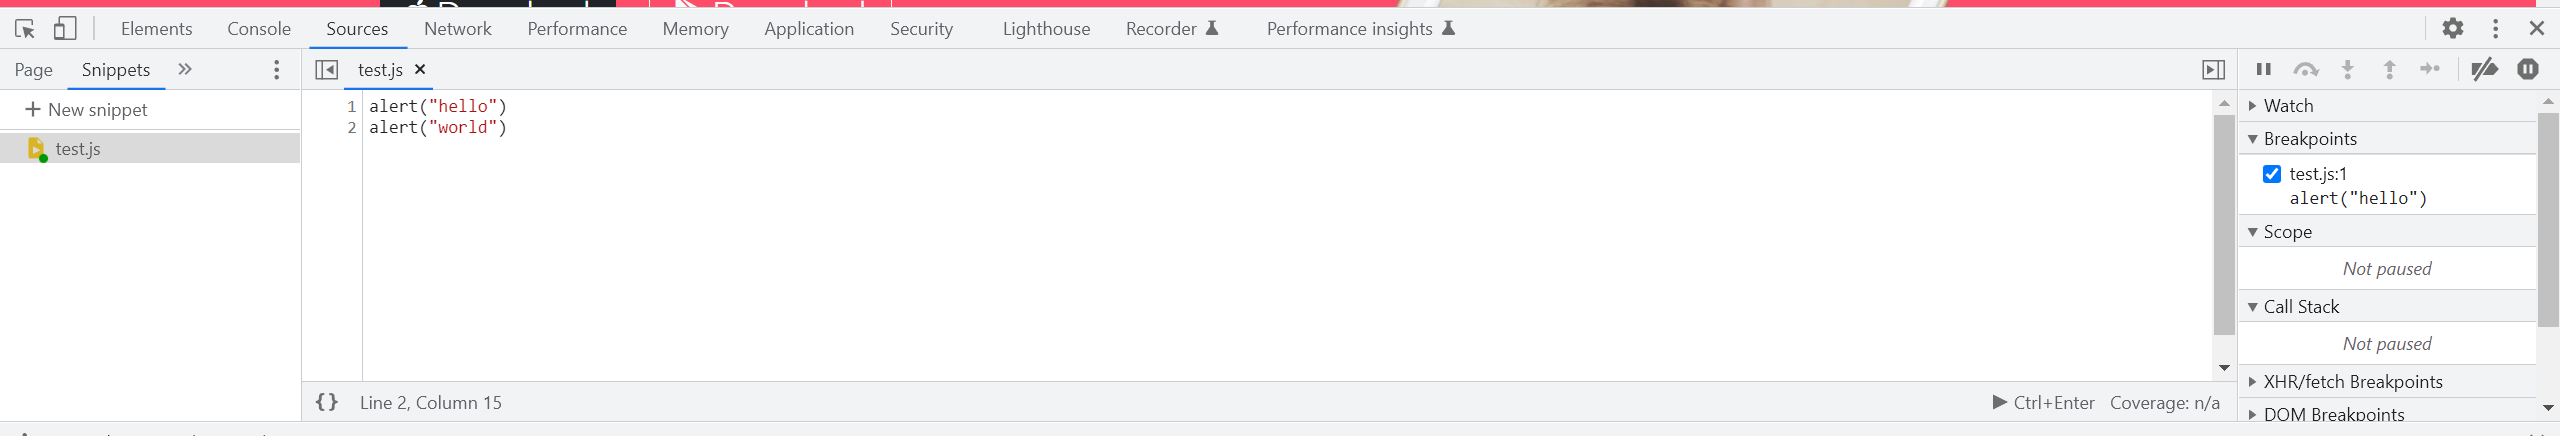 Elements Console Sources Network Performance Memory Application Security Lighthouse Recorder Performance insights
Page Snippets
test.js
New snippet
test.js
1 alert("hello")
2 alert("world")
{} Line 2, Column 15
Ctrl+Enter Coverage: n/a
Watch
Breakpoints
test.js:1
alert("hello")
Scope
Not paused
Call Stack
Not paused
XHR/fetch Breakpoints
DOM Breakpoints